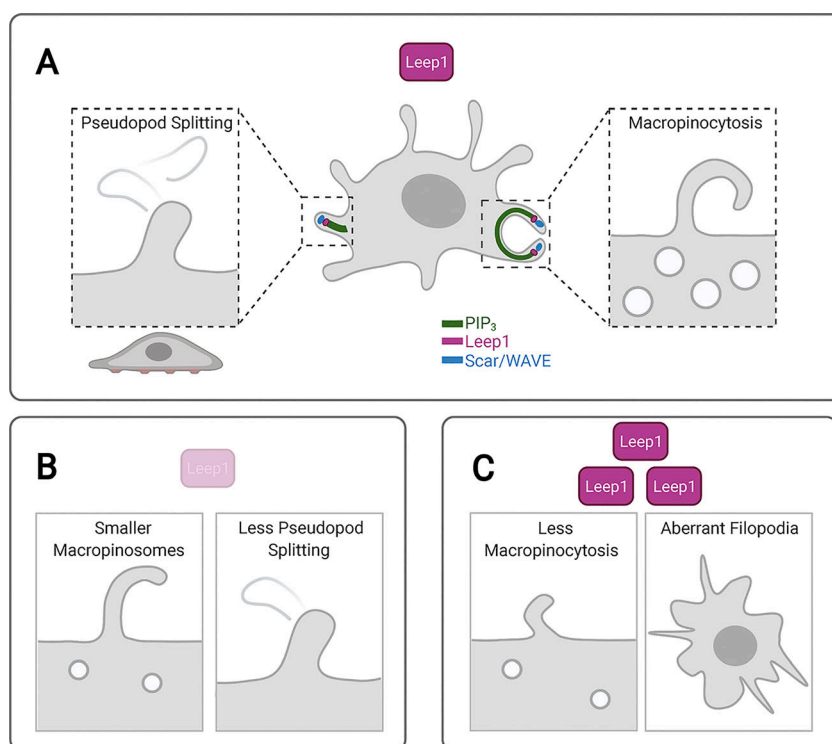 A
Leep1
Pseudopod Splitting
Macropinocytosis
PIP₃
Leep1
Scar/WAVE
B
Leep1
Smaller
Macropinosomes
Less Pseudopod
Splitting
C
Leep1
Leep1
Leep1
Less
Macropinocytosis
Aberrant Filopodia